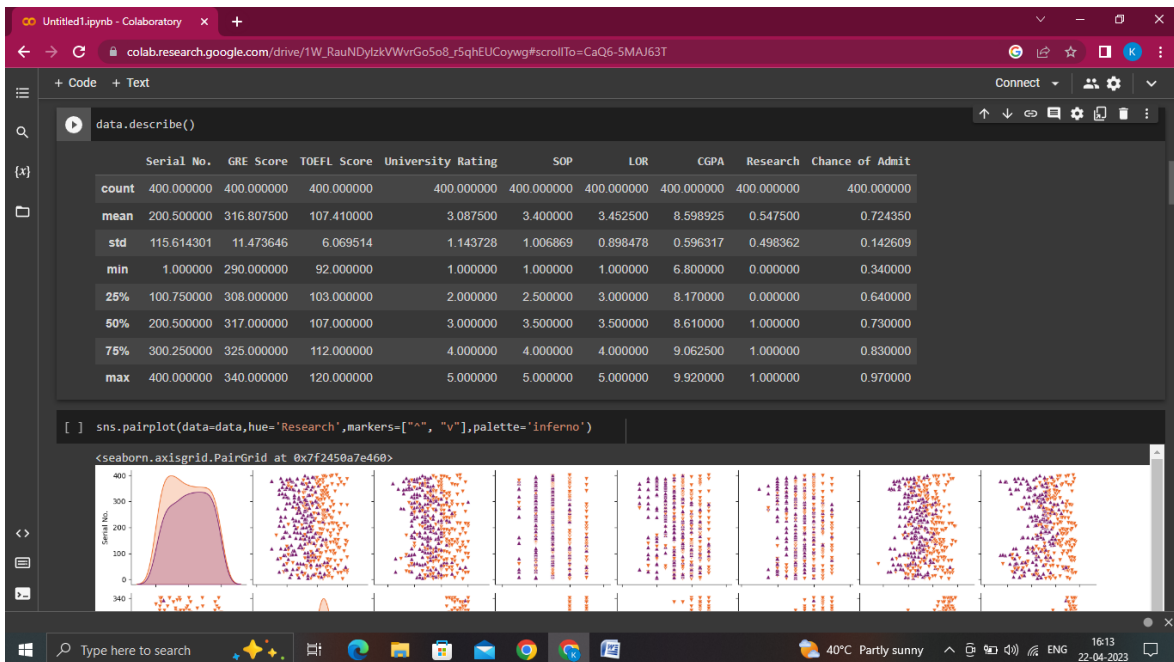 Untitled1.ipynb - Colaboratory
colab.research.google.com/drive/1W_RauNDylzkVWvrGo5o8_r5qhEUCoywg#scrollTo=CaQ6-5MAJ63T
K
+ Code + Text
Connect
data.describe()
Serial No. GRE Score TOEFL Score University Rating SOP LOR CGPA Research Chance of Admit
count 400.000000 400.000000 400.000000 400.000000 400.000000 400.000000 400.000000 400.000000 400.000000
mean 200.500000 316.807500 107.410000 3.087500 3.400000 3.452500 8.598925 0.547500 0.724350
std 115.614301 11.473646 6.069514 1.143728 1.006869 0.898478 0.596317 0.498362 0.142609
min 1.000000 290.000000 92.000000 1.000000 1.000000 1.000000 6.800000 0.000000 0.340000
25% 100.750000 308.000000 103.000000 2.000000 2.500000 3.000000 8.170000 0.000000 0.640000
50% 200.500000 317.000000 107.000000 3.000000 3.500000 3.500000 8.610000 1.000000 0.730000
75% 300.250000 325.000000 112.000000 4.000000 4.000000 4.000000 9.062500 1.000000 0.830000
max 400.000000 340.000000 120.000000 5.000000 5.000000 5.000000 9.920000 1.000000 0.970000
{x}
[ ] sns.pairplot(data=data,hue='Research',markers=["^", "v"],palette='inferno')
<seaborn.axisgrid.PairGrid at 0x7f2450a7e460>
400
300
200
100
0
Serial No.
340
Type here to search
40°C Partly sunny
ENG
16:13
22-04-2023